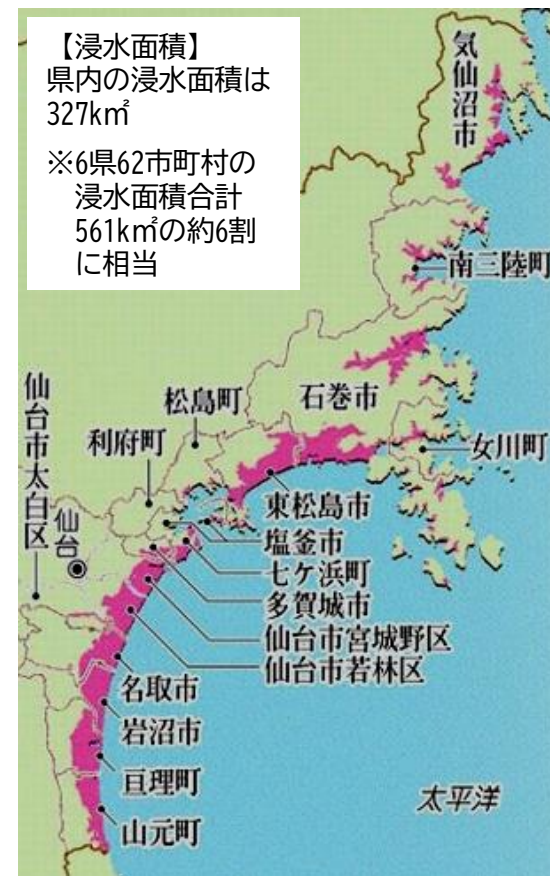 【浸水面積】
県内の浸水面積は
327k㎡
※6県62市町村の
浸水面積合計
561k㎡の約6割
に相当
気仙沼市
南三陸町
石巻市
松島町
女川町
利府町
仙台市太白区
仙台
東松島市
塩釜市
七ケ浜町
多賀城市
仙台市宮城野区
仙台市若林区
名取市
岩沼市
亘理町
山元町
太平洋